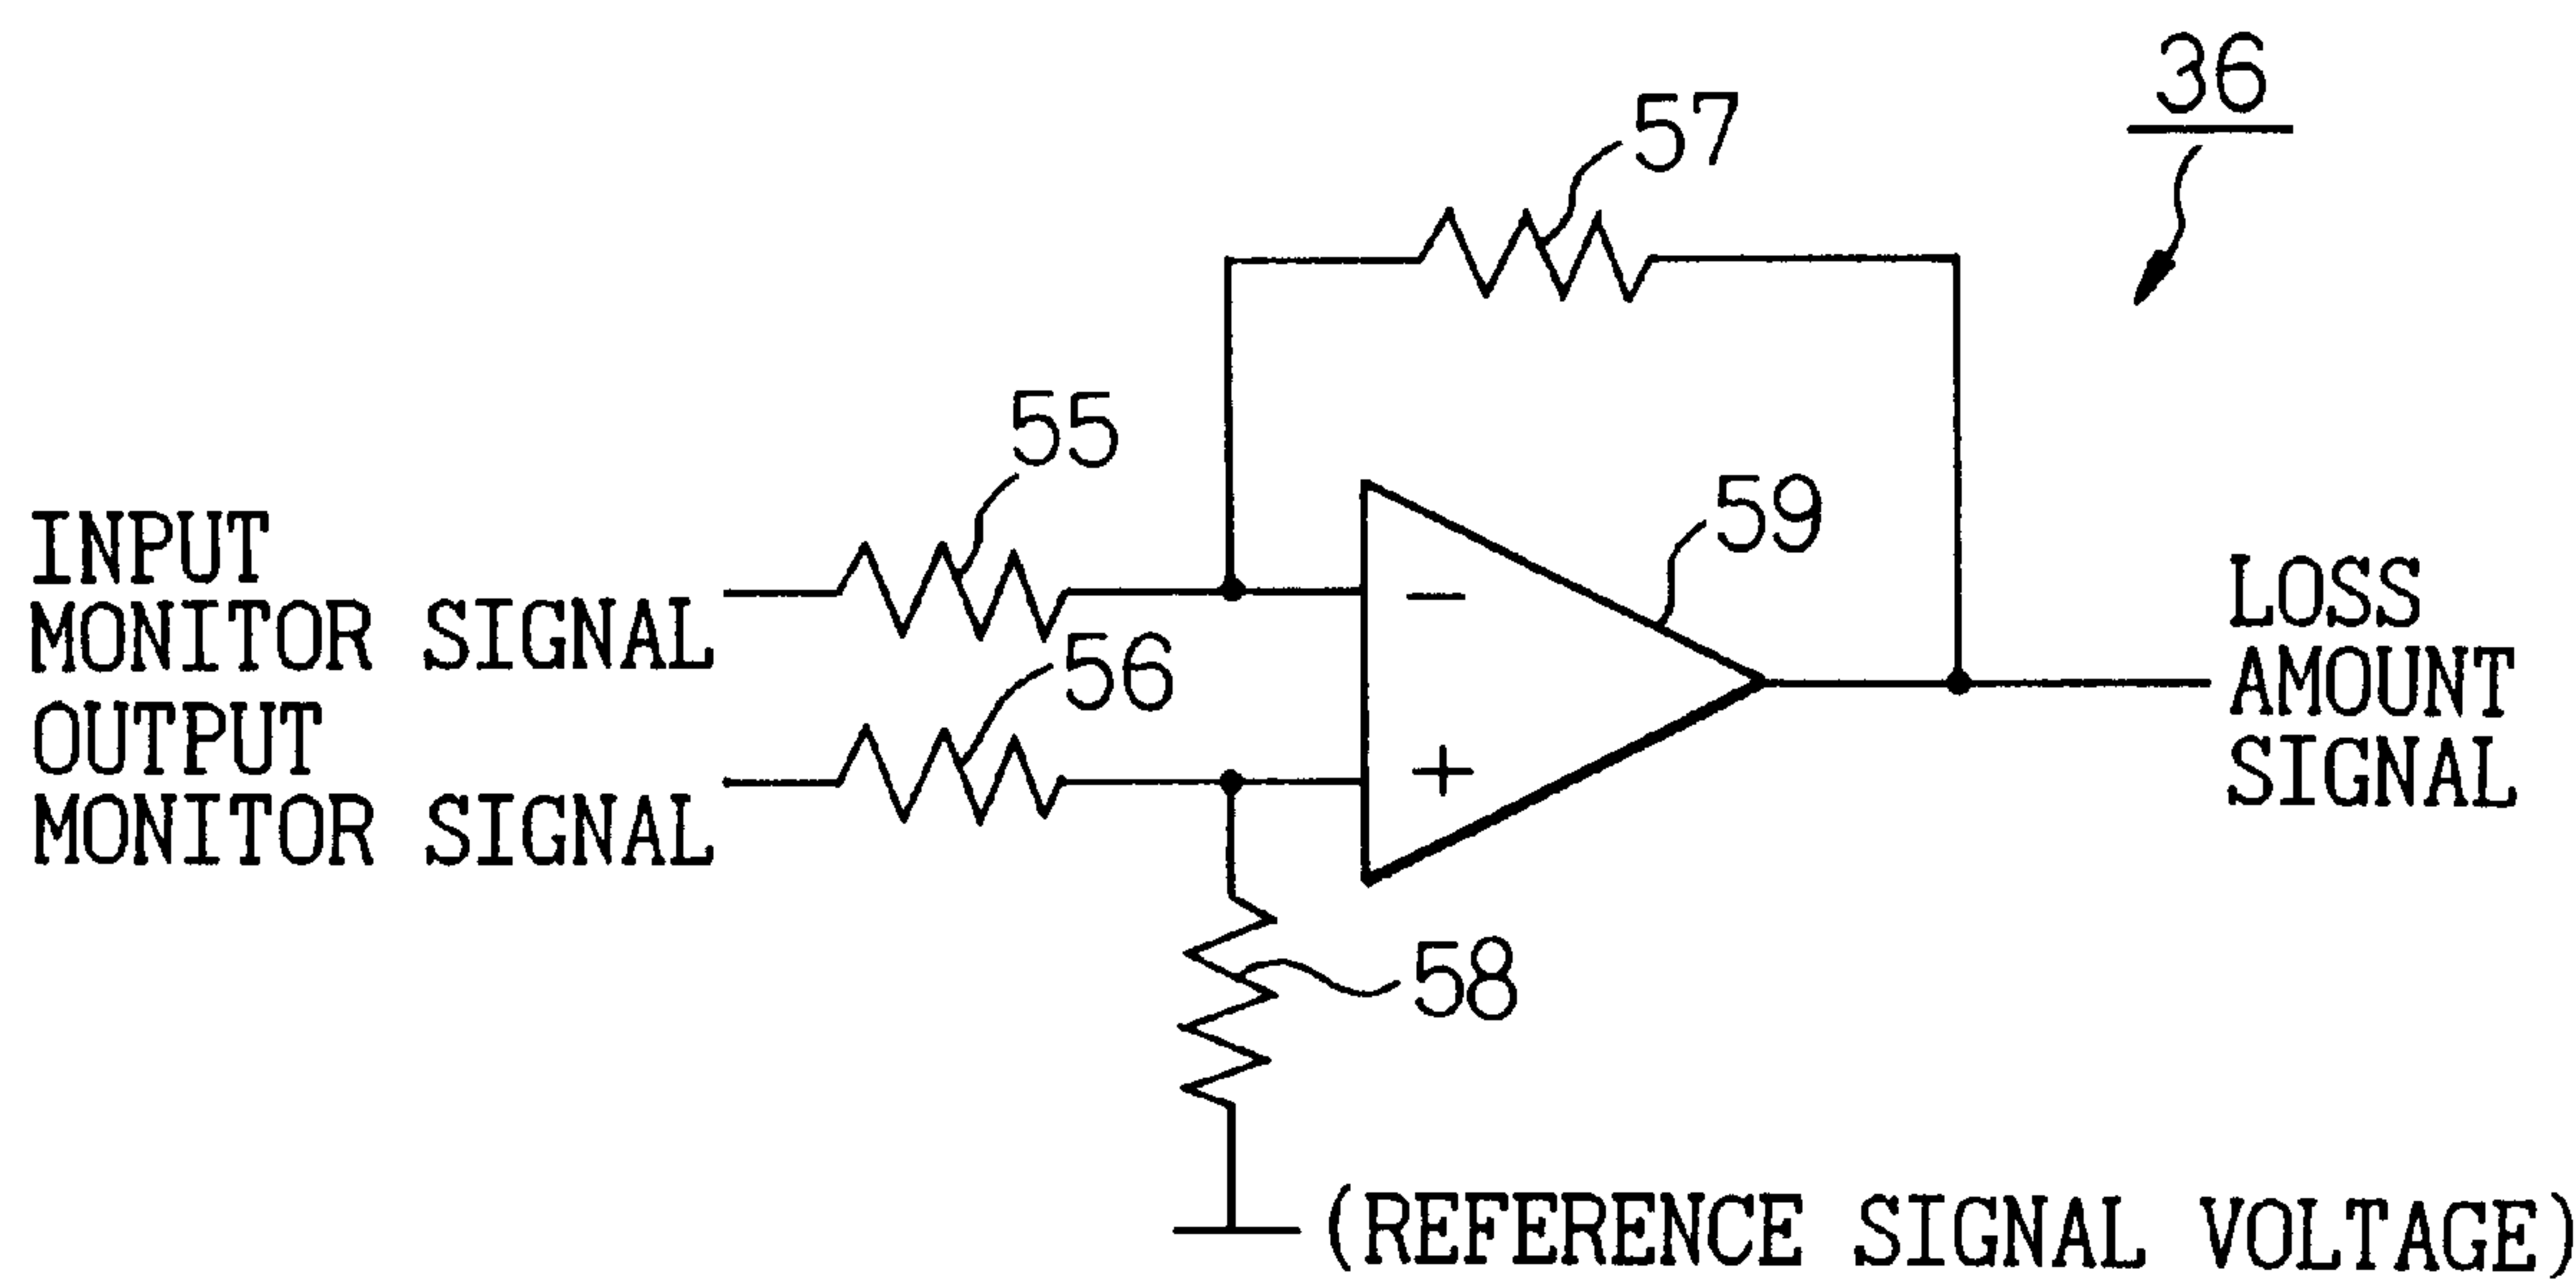 36
57
55
59
INPUT
MONITOR SIGNAL
56
OUTPUT
MONITOR SIGNAL
−
+
LOSS
AMOUNT
SIGNAL
58
(REFERENCE SIGNAL VOLTAGE)